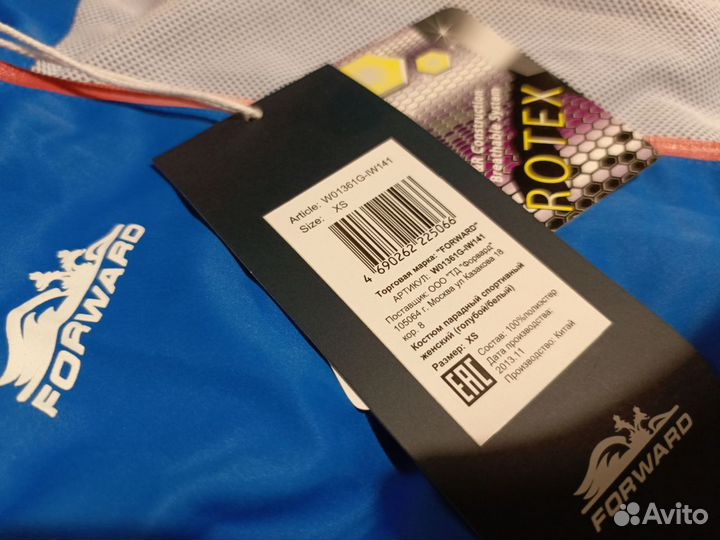 FORWARD
Article: W01361G-IW141
Size: XS
4 690262 225066
Торговая марка: "FORWARD"
АРТИКУЛ: W01361G-IW141
Поставщик: ООО "ТД "Форвард"
105064 г. Москва ул Казакова 18
кор. 8
Костюм парадный спортивный
женский (голубой/белый)
Размер: XS
EAC
Состав: 100%полиэстер
Дата производства:
2013.11
Производство: Китай
FORWARD
Construction
Breathable System
ROTEX
Avito